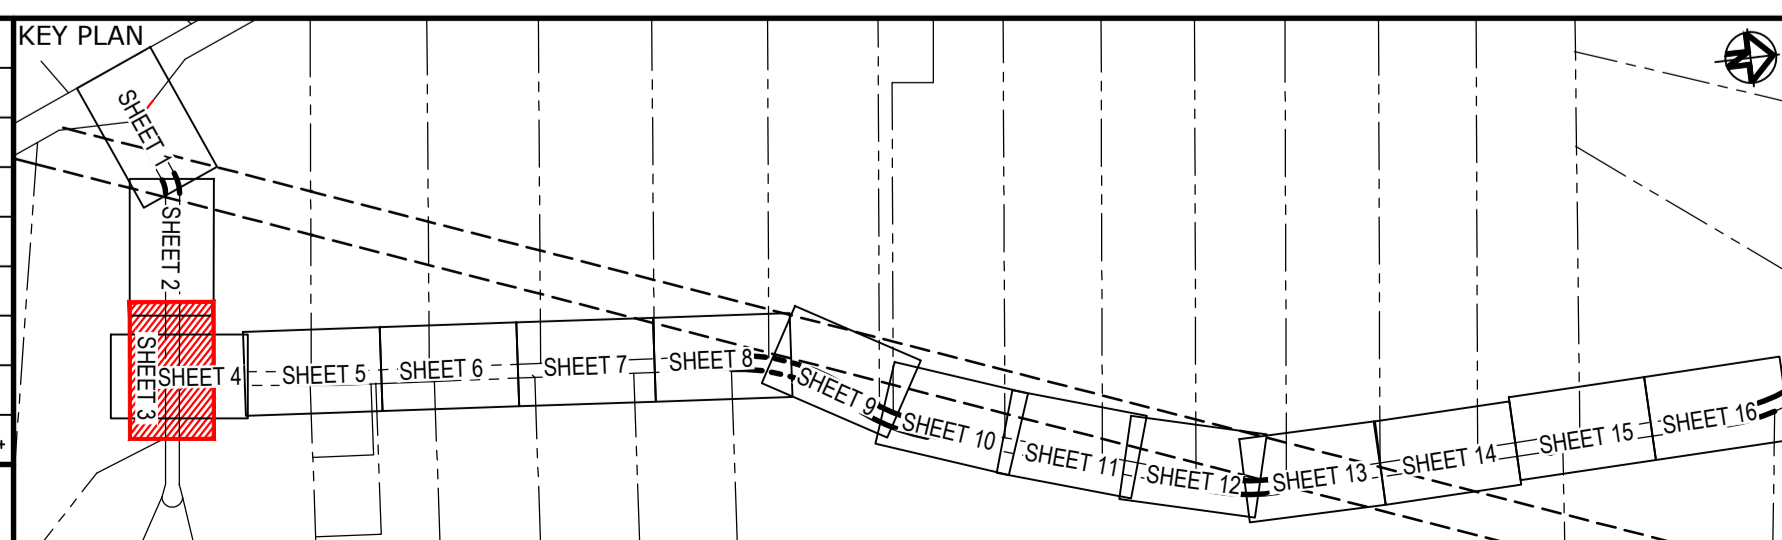 KEY PLAN
N
SHEET 1
SHEET 2
SHEET 3
SHEET 4
SHEET 5
SHEET 6
SHEET 7
SHEET 8
SHEET 9
SHEET 10
SHEET 11
SHEET 12
SHEET 13
SHEET 14
SHEET 15
SHEET 16